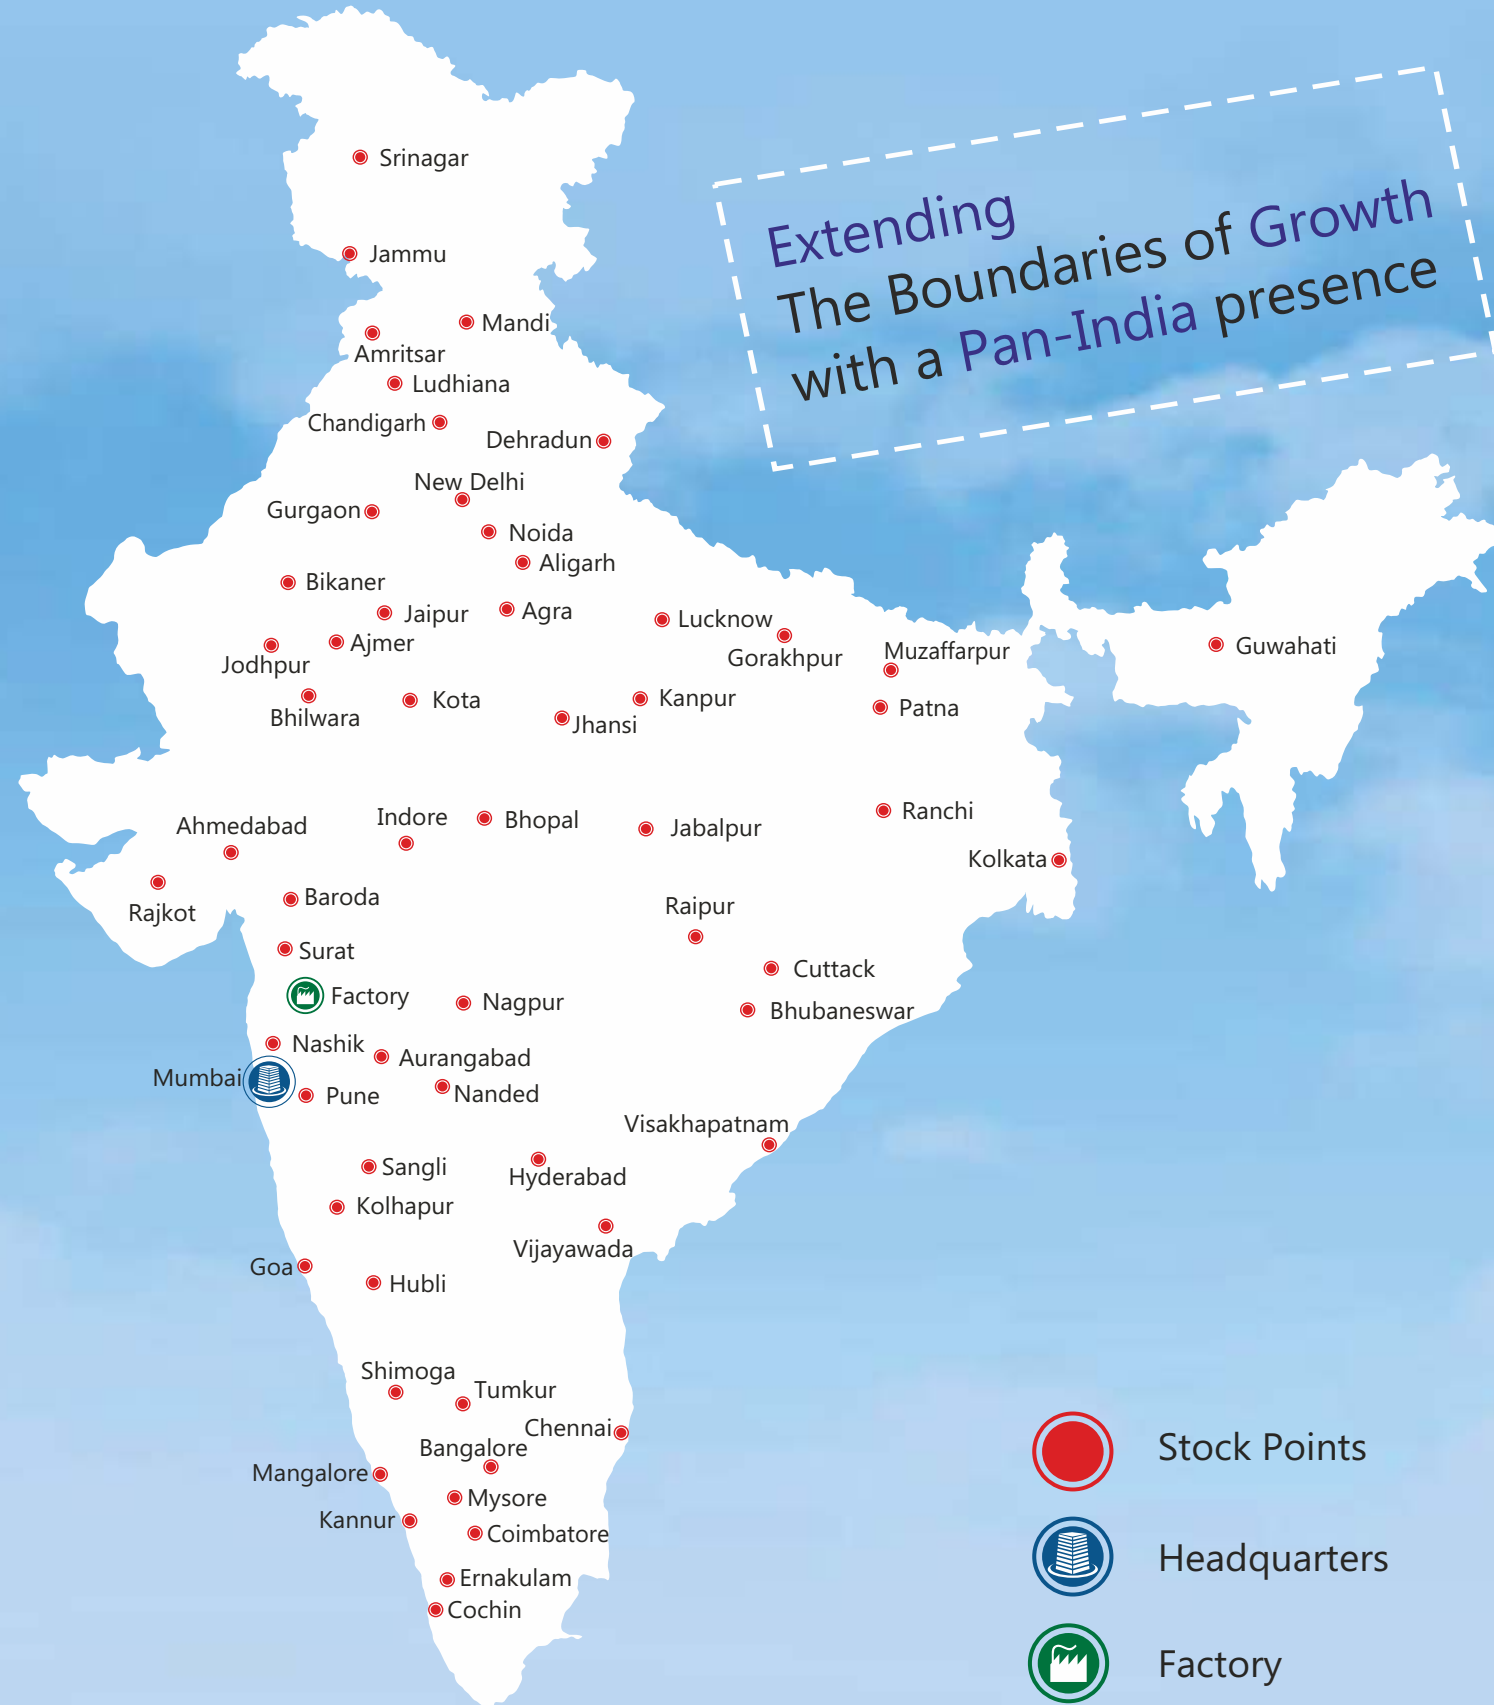 Extending
The Boundaries of Growth
with a Pan-India presence
Srinagar
Jammu
Mandi
Amritsar
Ludhiana
Chandigarh
Dehradun
New Delhi
Gurgaon
Noida
Aligarh
Bikaner
Jaipur
Agra
Lucknow
Ajmer
Guwahati
Jodhpur
Gorakhpur
Muzaffarpur
Bhilwara
Kota
Kanpur
Jhansi
Patna
Ahmedabad
Indore
Bhopal
Jabalpur
Ranchi
Kolkata
Rajkot
Baroda
Raipur
Surat
Cuttack
Factory
Nagpur
Bhubaneswar
Nashik
Aurangabad
Mumbai
Pune
Nanded
Visakhapatnam
Sangli
Hyderabad
Kolhapur
Vijayawada
Goa
Hubli
Shimoga
Tumkur
Chennai
Bangalore
Mangalore
Mysore
Kannur
Coimbatore
Ernakulam
Cochin
Stock Points
Headquarters
Factory